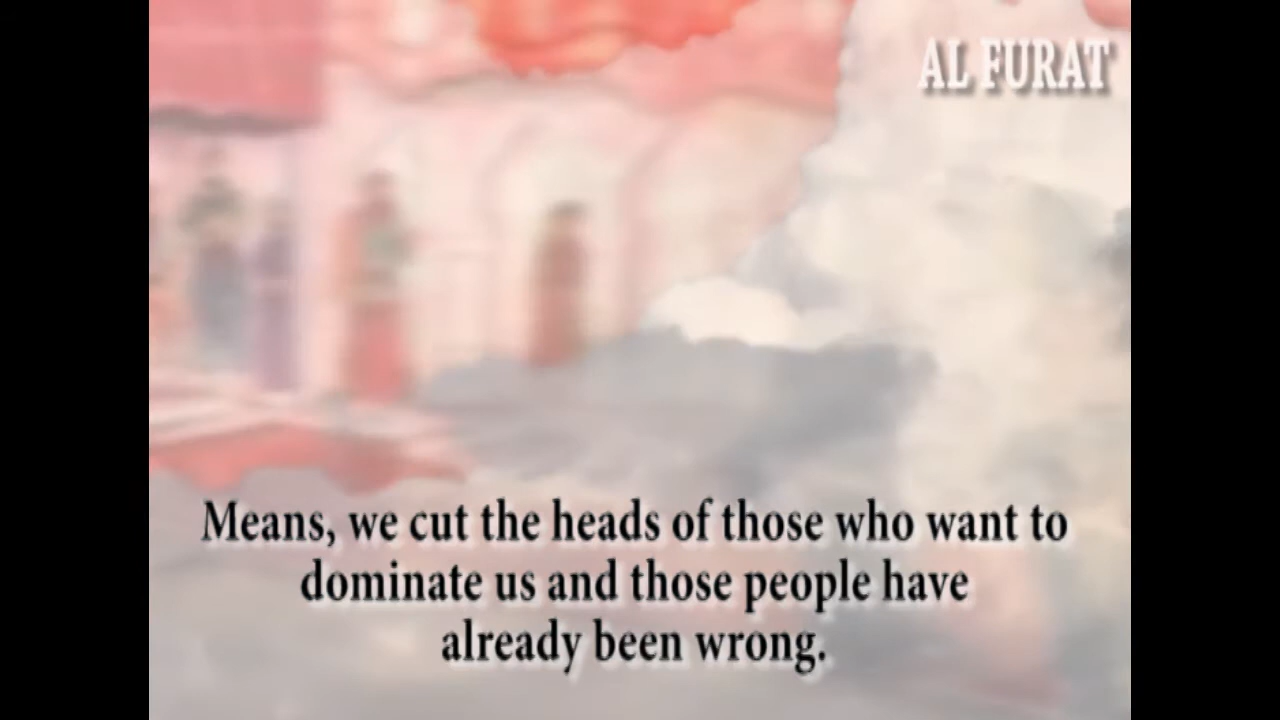 AL FURAT
Means, we cut the heads of those who want to
dominate us and those people have
already been wrong.